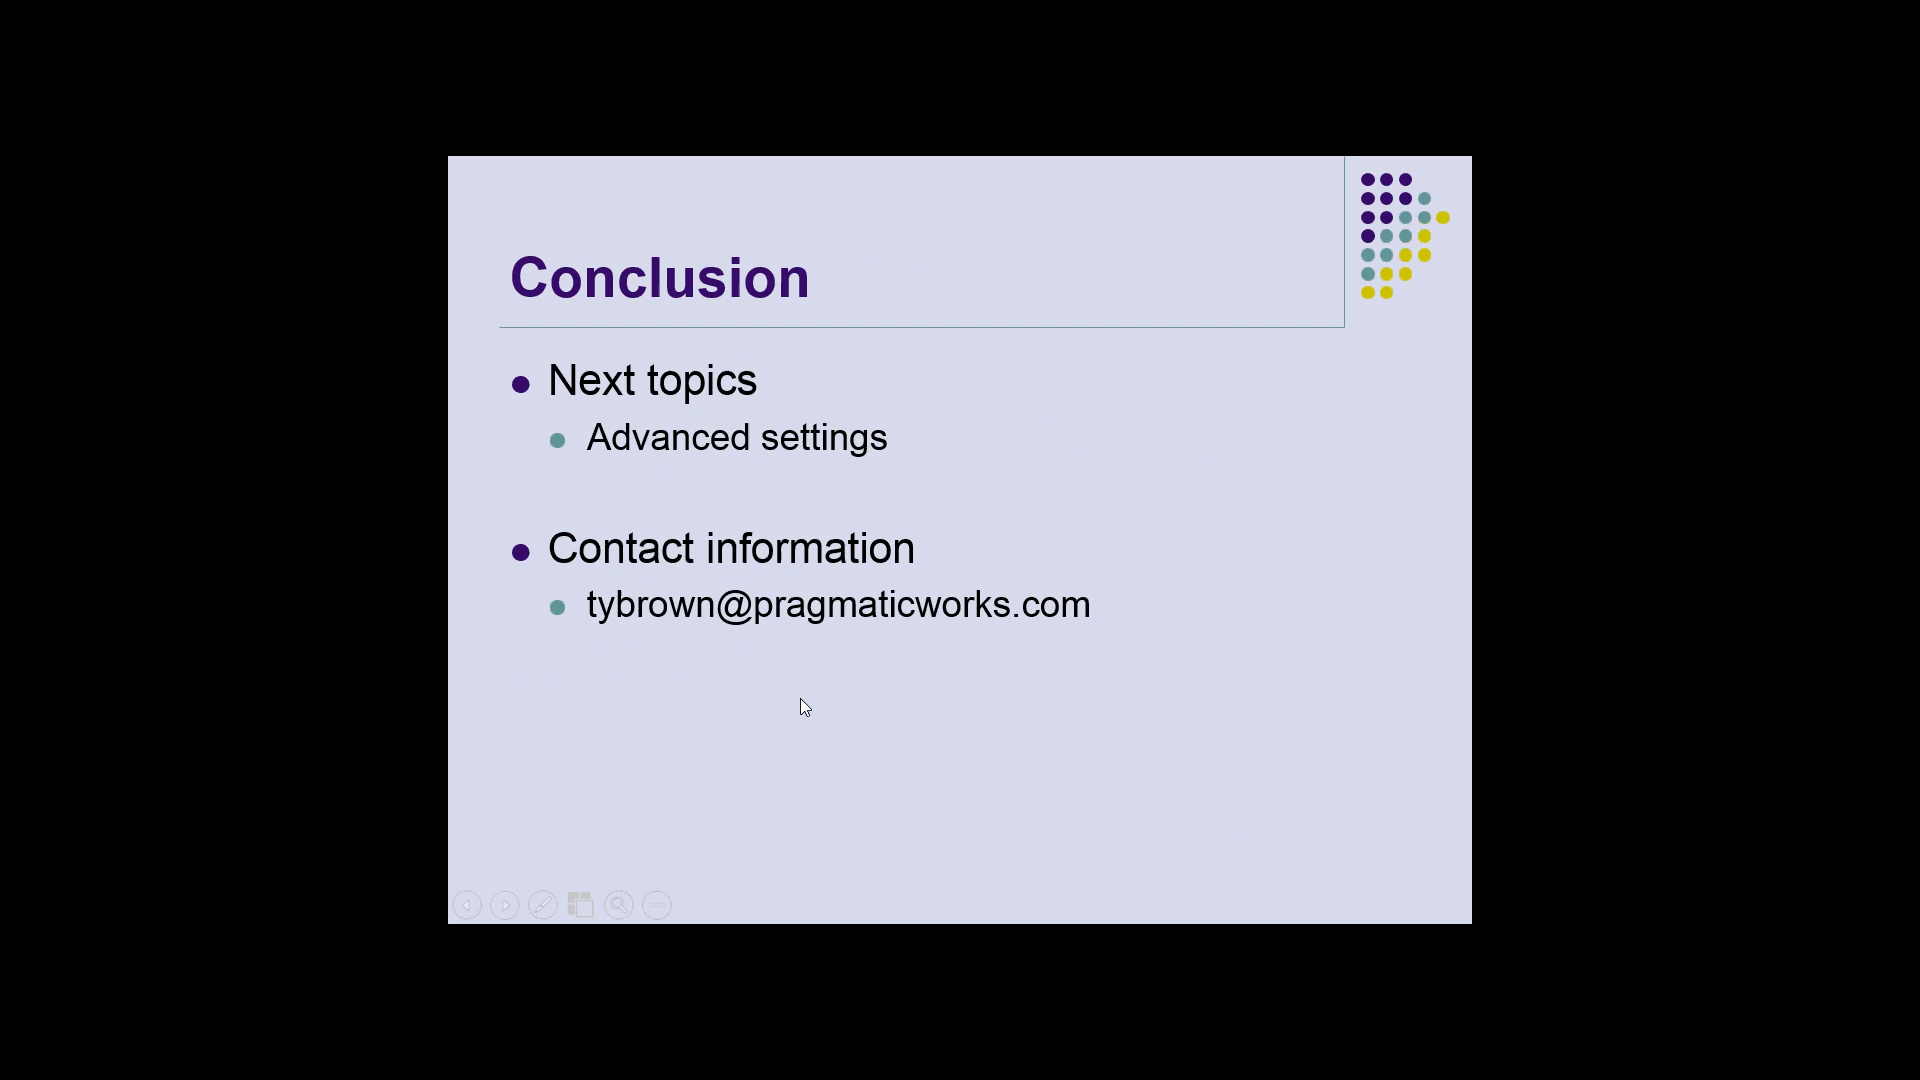 Conclusion
Next topics
Advanced settings
Contact information
tybrown@pragmaticworks.com